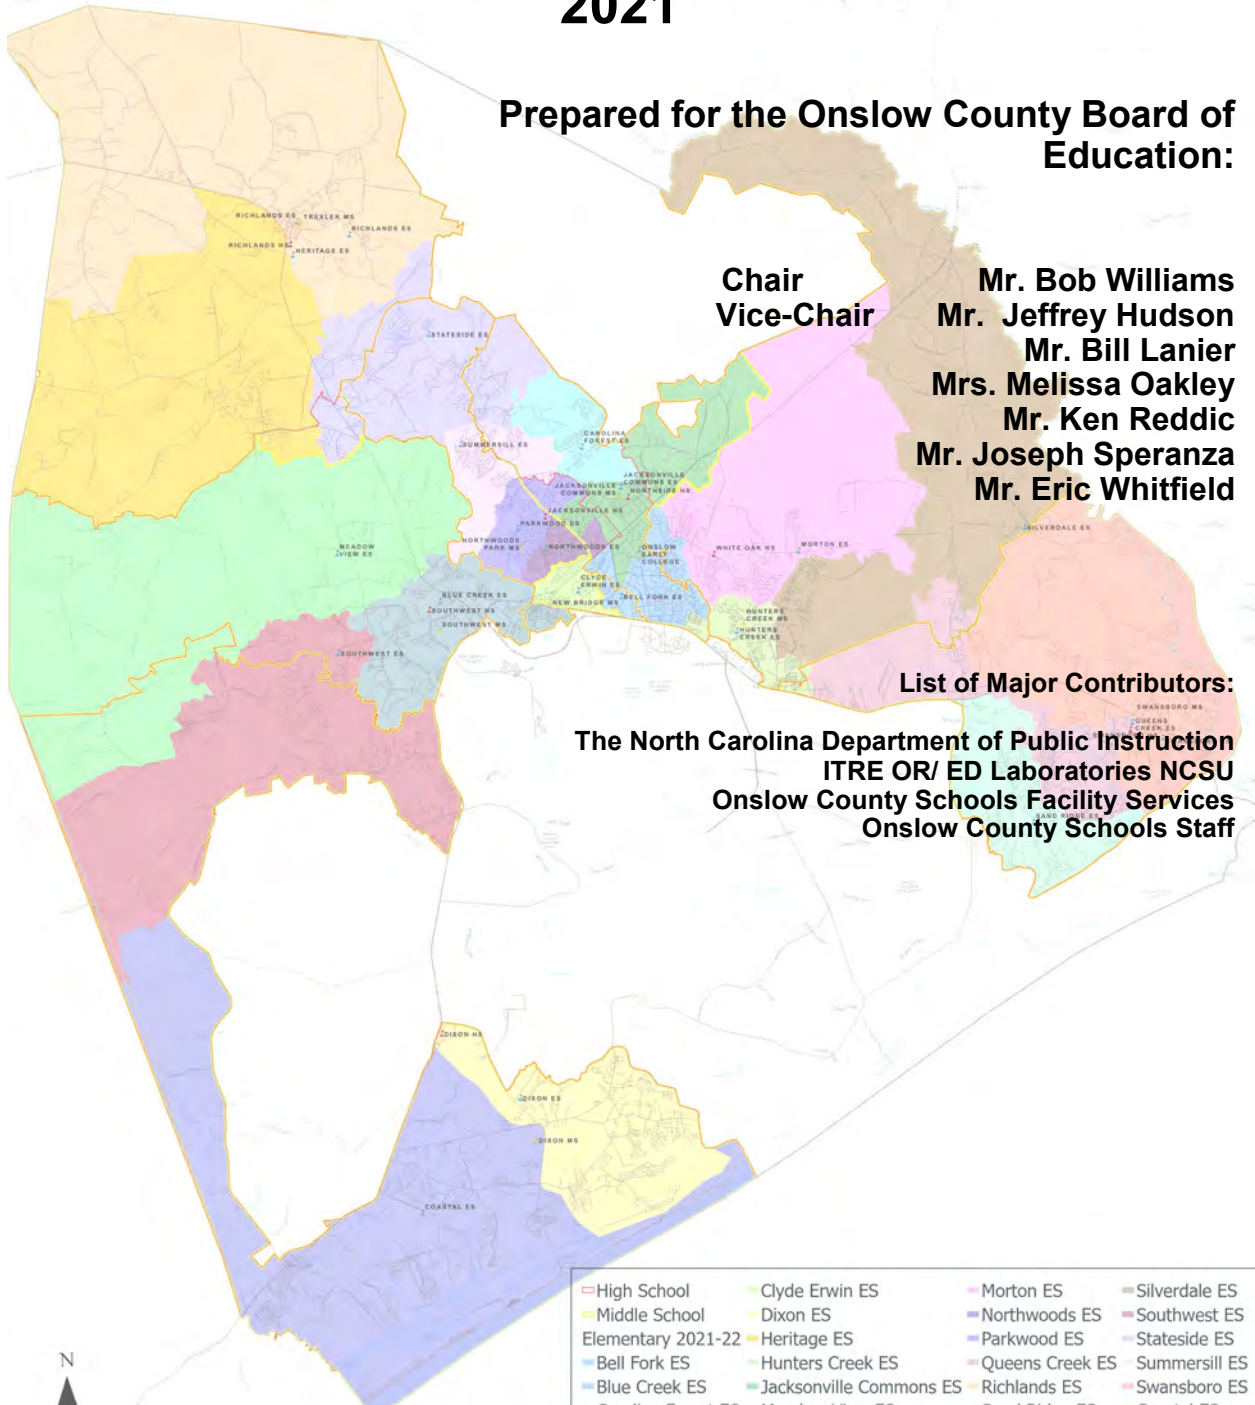 2021
Prepared for the Onslow County Board of
Education:
Chair Mr. Bob Williams
Vice-Chair Mr. Jeffrey Hudson
Mr. Bill Lanier
Mrs. Melissa Oakley
Mr. Ken Reddic
Mr. Joseph Speranza
Mr. Eric Whitfield
List of Major Contributors:
The North Carolina Department of Public Instruction
ITRE OR/ ED Laboratories NCSU
Onslow County Schools Facility Services
Onslow County Schools Staff
RICHLANDS ES
TREXLER MS
RICHLANDS ES
RICHLANDS HS
HERITAGE ES
STATESIDE ES
SUMMERSILL ES
CAROLINA
FOREST ES
JACKSONVILLE
COMMONS ES
JACKSONVILLE
COMMONS MS
NORTHSIDE HS
JACKSONVILLE HS
PARKWOOD ES
NORTHWOODS
PARK MS
NORTHWOODS ES
ONSLOW
EARLY
COLLEGE
WHITE OAK HS
MORTON ES
SILVERDALE ES
MEADOW
VIEW ES
CLYDE
ERWIN ES
BLUE CREEK ES
NEW BRIDGE MS
BELL FORK ES
SOUTHWEST HS
SOUTHWEST MS
HUNTERS
CREEK MS
HUNTERS
CREEK ES
SOUTHWEST ES
SWANSBORO MS
QUEENS
CREEK ES
SAND RIDGE ES
DIXON HS
DIXON ES
DIXON MS
COASTAL ES
N
High School
Middle School
Elementary 2021-22
Bell Fork ES
Blue Creek ES
Clyde Erwin ES
Dixon ES
Heritage ES
Hunters Creek ES
Jacksonville Commons ES
Morton ES
Northwoods ES
Parkwood ES
Queens Creek ES
Richlands ES
Silverdale ES
Southwest ES
Stateside ES
Summersill ES
Swansboro ES